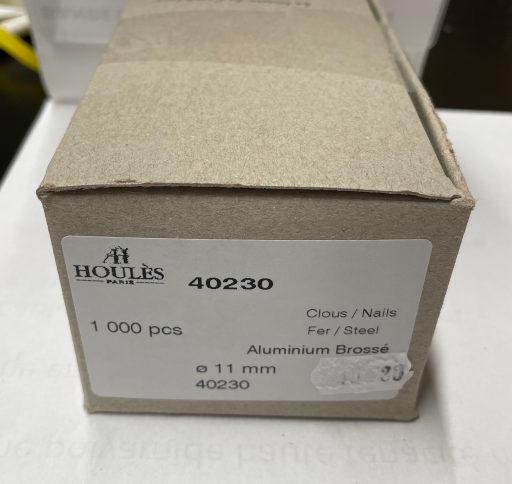 HOULÈS
PARIS
40230
Clous / Nails
1 000 pcs
Fer / Steel
Aluminium Brossé
ø 11 mm
40230